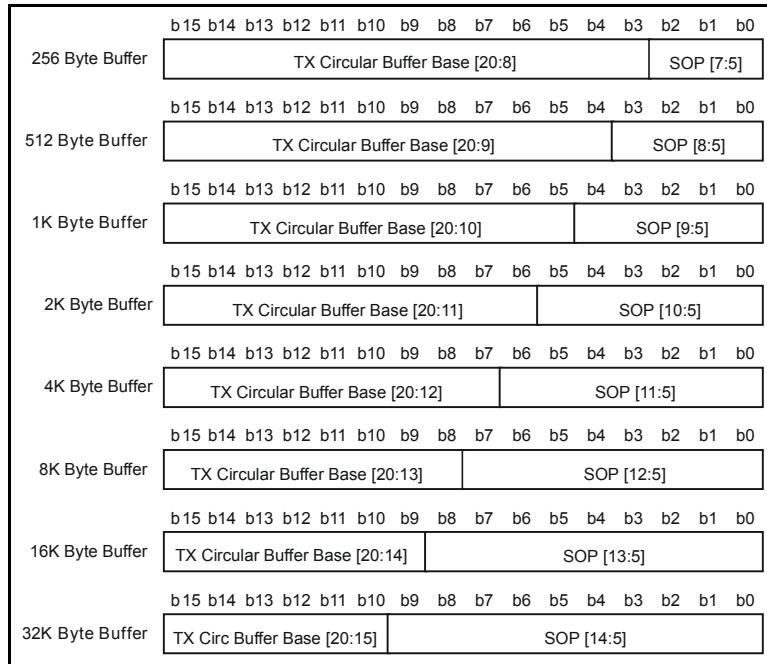 b15 b14 b13 b12 b11 b10 b9 b8 b7 b6 b5 b4 b3 b2 b1 b0
256 Byte Buffer TX Circular Buffer Base [20:8] SOP [7:5]
b15 b14 b13 b12 b11 b10 b9 b8 b7 b6 b5 b4 b3 b2 b1 b0
512 Byte Buffer TX Circular Buffer Base [20:9] SOP [8:5]
b15 b14 b13 b12 b11 b10 b9 b8 b7 b6 b5 b4 b3 b2 b1 b0
1K Byte Buffer TX Circular Buffer Base [20:10] SOP [9:5]
b15 b14 b13 b12 b11 b10 b9 b8 b7 b6 b5 b4 b3 b2 b1 b0
2K Byte Buffer TX Circular Buffer Base [20:11] SOP [10:5]
b15 b14 b13 b12 b11 b10 b9 b8 b7 b6 b5 b4 b3 b2 b1 b0
4K Byte Buffer TX Circular Buffer Base [20:12] SOP [11:5]
b15 b14 b13 b12 b11 b10 b9 b8 b7 b6 b5 b4 b3 b2 b1 b0
8K Byte Buffer TX Circular Buffer Base [20:13] SOP [12:5]
b15 b14 b13 b12 b11 b10 b9 b8 b7 b6 b5 b4 b3 b2 b1 b0
16K Byte Buffer TX Circular Buffer Base [20:14] SOP [13:5]
b15 b14 b13 b12 b11 b10 b9 b8 b7 b6 b5 b4 b3 b2 b1 b0
32K Byte Buffer TX Circ Buffer Base [20:15] SOP [14:5]